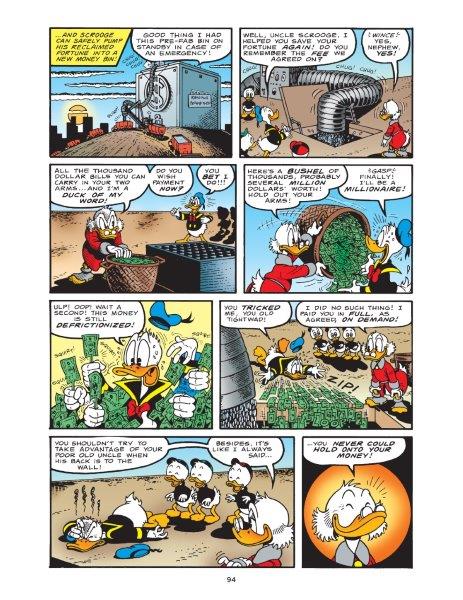 ...AND SCROOGE
CAN SAFELY PUMP
HIS RECLAIMED
FORTUNE INTO A
NEW MONEY BIN!
GOOD THING I HAD
THIS PRE-FAB BIN ON
STANDBY IN CASE OF
AN EMERGENCY!
WELL, UNCLE SCROOGE, I
HELPED YOU SAVE YOUR
FORTUNE AGAIN! DO YOU
REMEMBER THE FEE WE
AGREED ON?
!WINCE!
YES,
NEPHEW,
YES!
CHUG!
CHUG!
ALL THE THOUSAND
DOLLAR BILLS YOU CAN
CARRY IN YOUR TWO
ARMS...AND I'M A
DUCK OF MY
WORD!
DO YOU
WISH
PAYMENT
NOW?
YOU
BET I
DO!!!
HERE'S A BUSHEL OF
THOUSANDS, PROBABLY
SEVERAL MILLION
DOLLARS' WORTH! HOLD
OUT YOUR
ARMS!
!GASP!
FINALLY!
I'LL BE A
MILLIONAIRE!
ULP! OOP! WAIT A
SECOND! THIS MONEY
IS STILL
DEFRICTIONIZED!
SQUIRT
SQUIRT
SQUIRT
YOU TRICKED
ME, YOU OLD
TIGHTWAD!
I DID NO SUCH THING! I
PAID YOU IN FULL, AS
AGREED, ON DEMAND!
ZIP!
YOU SHOULDN'T TRY TO
TAKE ADVANTAGE OF YOUR
POOR OLD UNCLE WHEN
HIS BACK IS TO THE
WALL!
BESIDES, IT'S
LIKE I ALWAYS
SAID...
...YOU NEVER COULD
HOLD ONTO YOUR
MONEY!
94